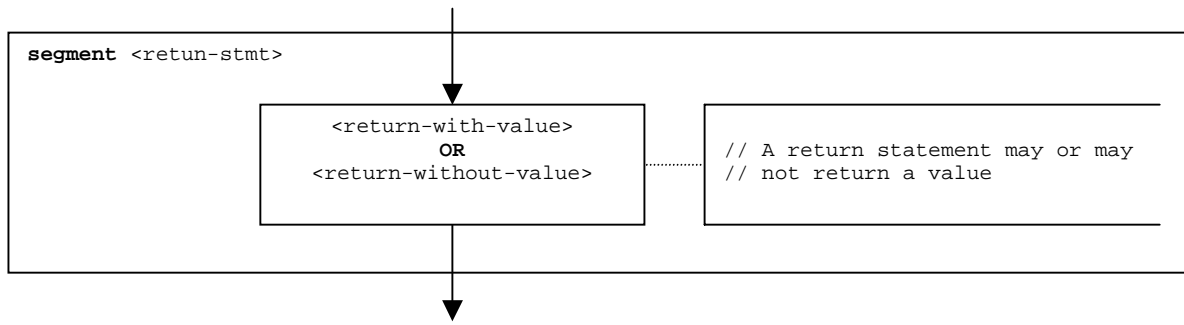 segment <retun-stmt>
<return-with-value>
OR
<return-without-value>
// A return statement may or may
// not return a value